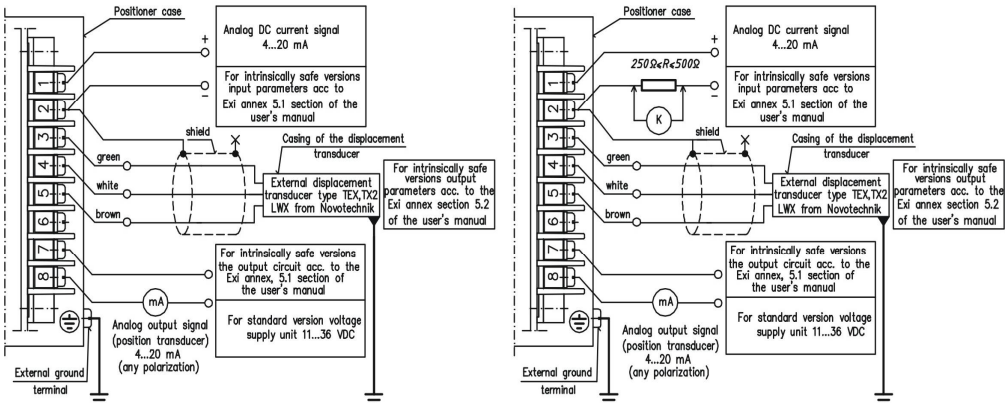 Positioner case
+
−
Analog DC current signal
4...20 mA
For intrinsically safe versions
input parameters acc to
Exi annex 5.1 section of the
user's manual
1
2
3
4
5
6
7
8
shield
Casing of the displacement
transducer
green
white
brown
External displacement
transducer type TEX,TX2
LWX from Novotechnik
For intrinsically safe
versions output
parameters acc. to the
Exi annex section 5.2
of the user's manual
For intrinsically safe versions
the output circuit acc. to the
Exi annex, 5.1 section of
the user's manual
mA
Analog output signal
(position transducer)
4...20 mA
(any polarization)
For standard version voltage
supply unit 11...36 VDC
External ground
terminal
Positioner case
+
−
Analog DC current signal
4...20 mA
250Ω≤R≤500Ω
K
For intrinsically safe versions
input parameters acc to
Exi annex 5.1 section of the
user's manual
1
2
3
4
5
6
7
8
shield
Casing of the displacement
transducer
green
white
brown
External displacement
transducer type TEX,TX2
LWX from Novotechnik
For intrinsically safe
versions output
parameters acc. to the
Exi annex section 5.2
of the user's manual
For intrinsically safe versions
the output circuit acc. to the
Exi annex, 5.1 section of
the user's manual
mA
Analog output signal
(position transducer)
4...20 mA
(any polarization)
For standard version voltage
supply unit 11...36 VDC
External ground
terminal